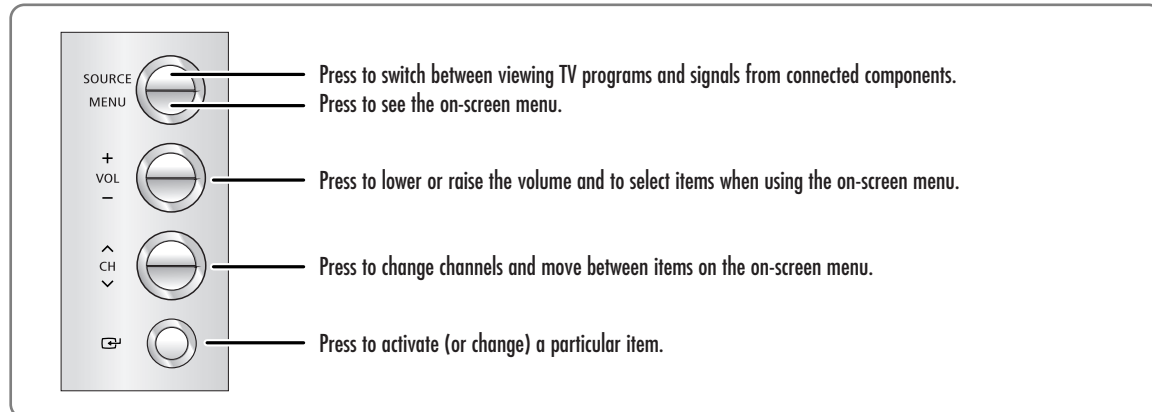 SOURCE
MENU
Press to switch between viewing TV programs and signals from connected components.
Press to see the on-screen menu.
+
VOL
−
Press to lower or raise the volume and to select items when using the on-screen menu.
CH
Press to change channels and move between items on the on-screen menu.
Press to activate (or change) a particular item.